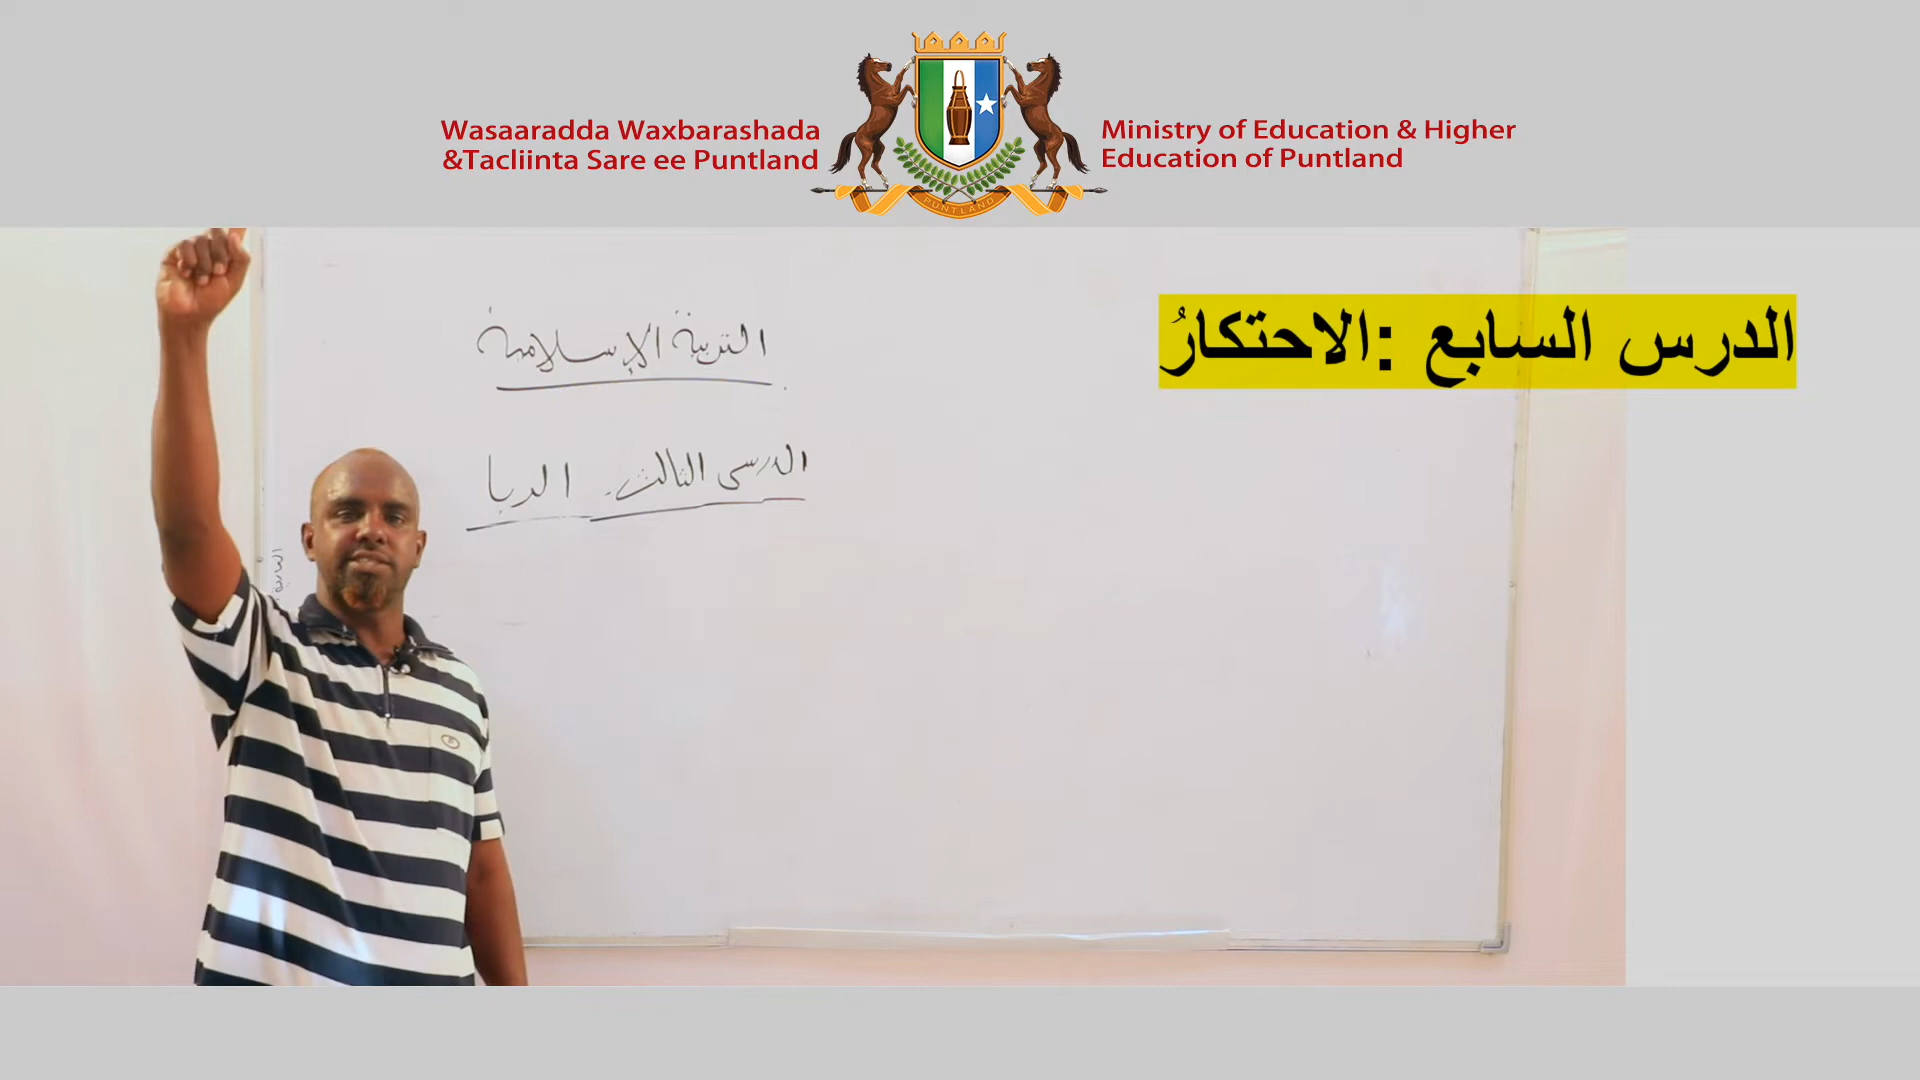 Wasaaradda Waxbarashada
&Tacliinta Sare ee Puntland
Ministry of Education & Higher
Education of Puntland
PUNTLAND
الدرس السابع :الاحتكارُ
التربية الإسلامية
الدرس الثالث الربا